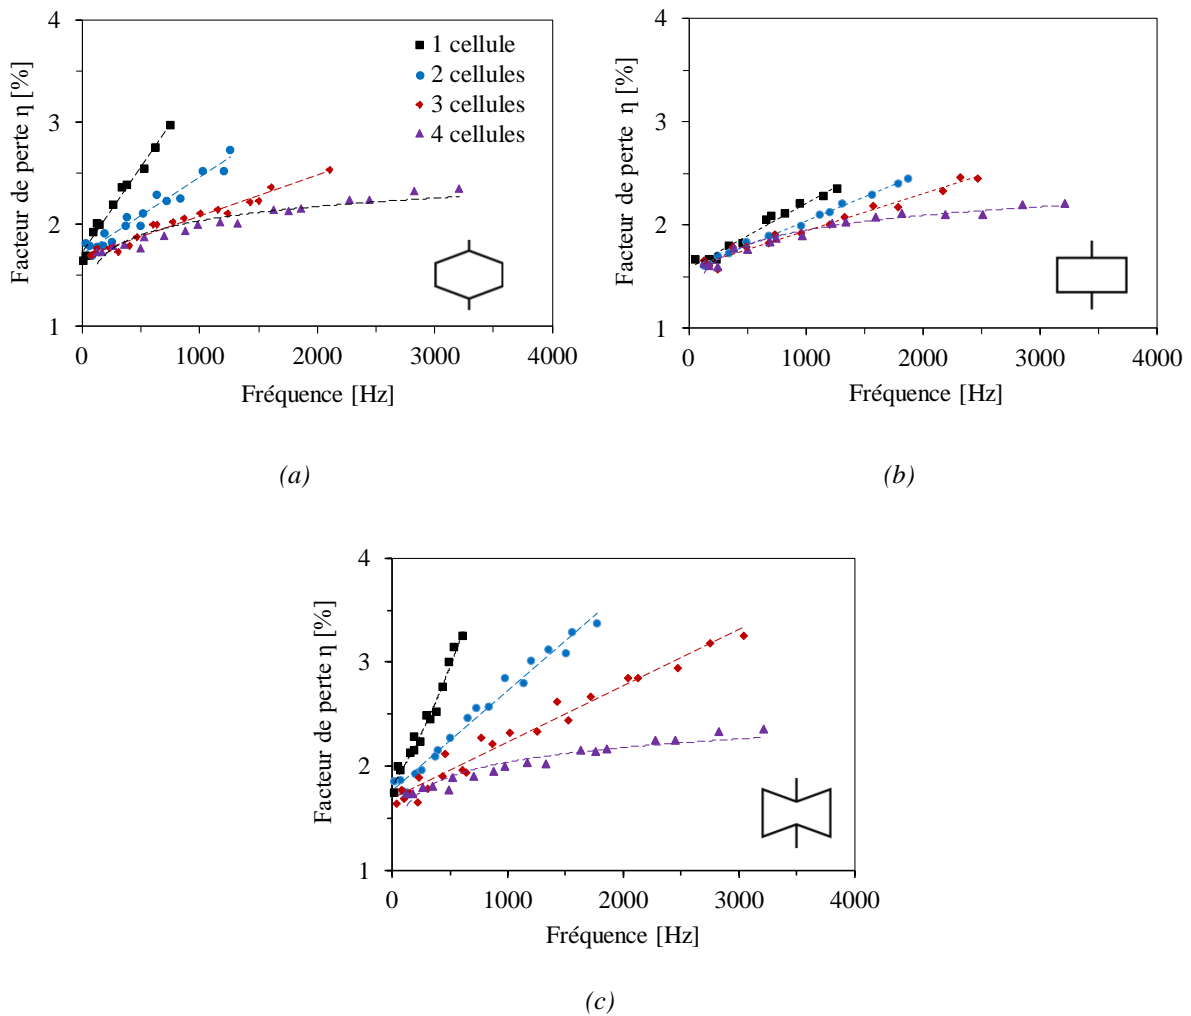 4
3
2
1
Facteur de perte η [%]
1 cellule
2 cellules
3 cellules
4 cellules
0 1000 2000 3000 4000
Fréquence [Hz]
(a)
4
3
2
1
Facteur de perte η [%]
0 1000 2000 3000 4000
Fréquence [Hz]
(b)
4
3
2
1
Facteur de perte η [%]
0 1000 2000 3000 4000
Fréquence [Hz]
(c)